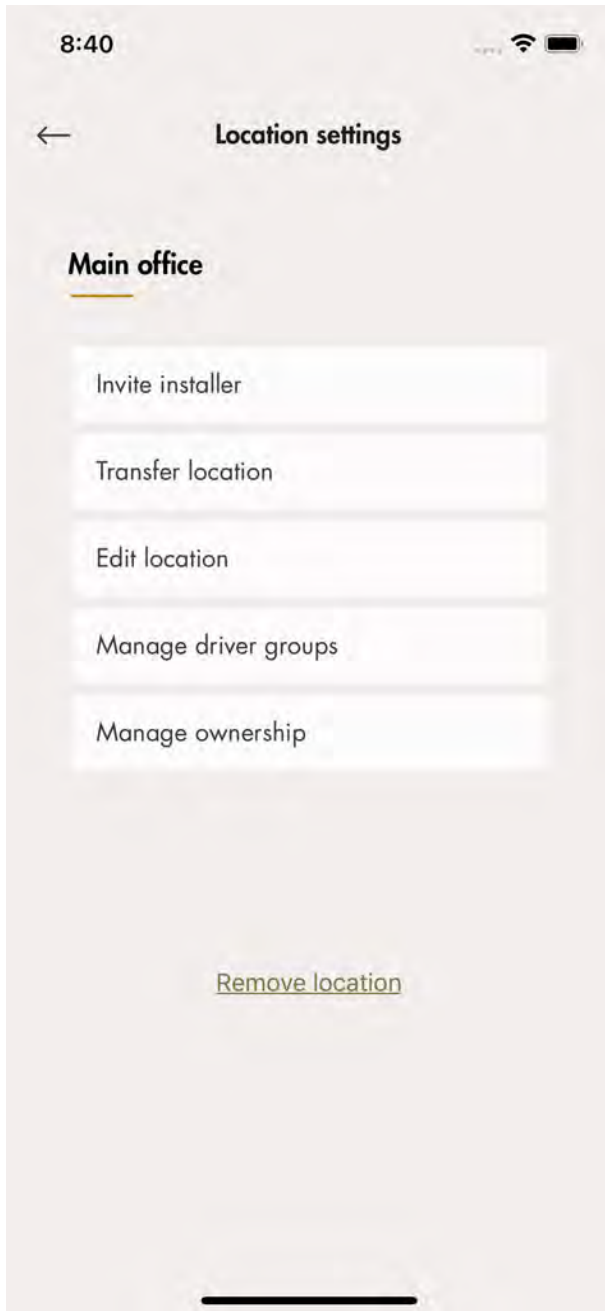 8:40
Location settings
Main office
Invite installer
Transfer location
Edit location
Manage driver groups
Manage ownership
Remove location